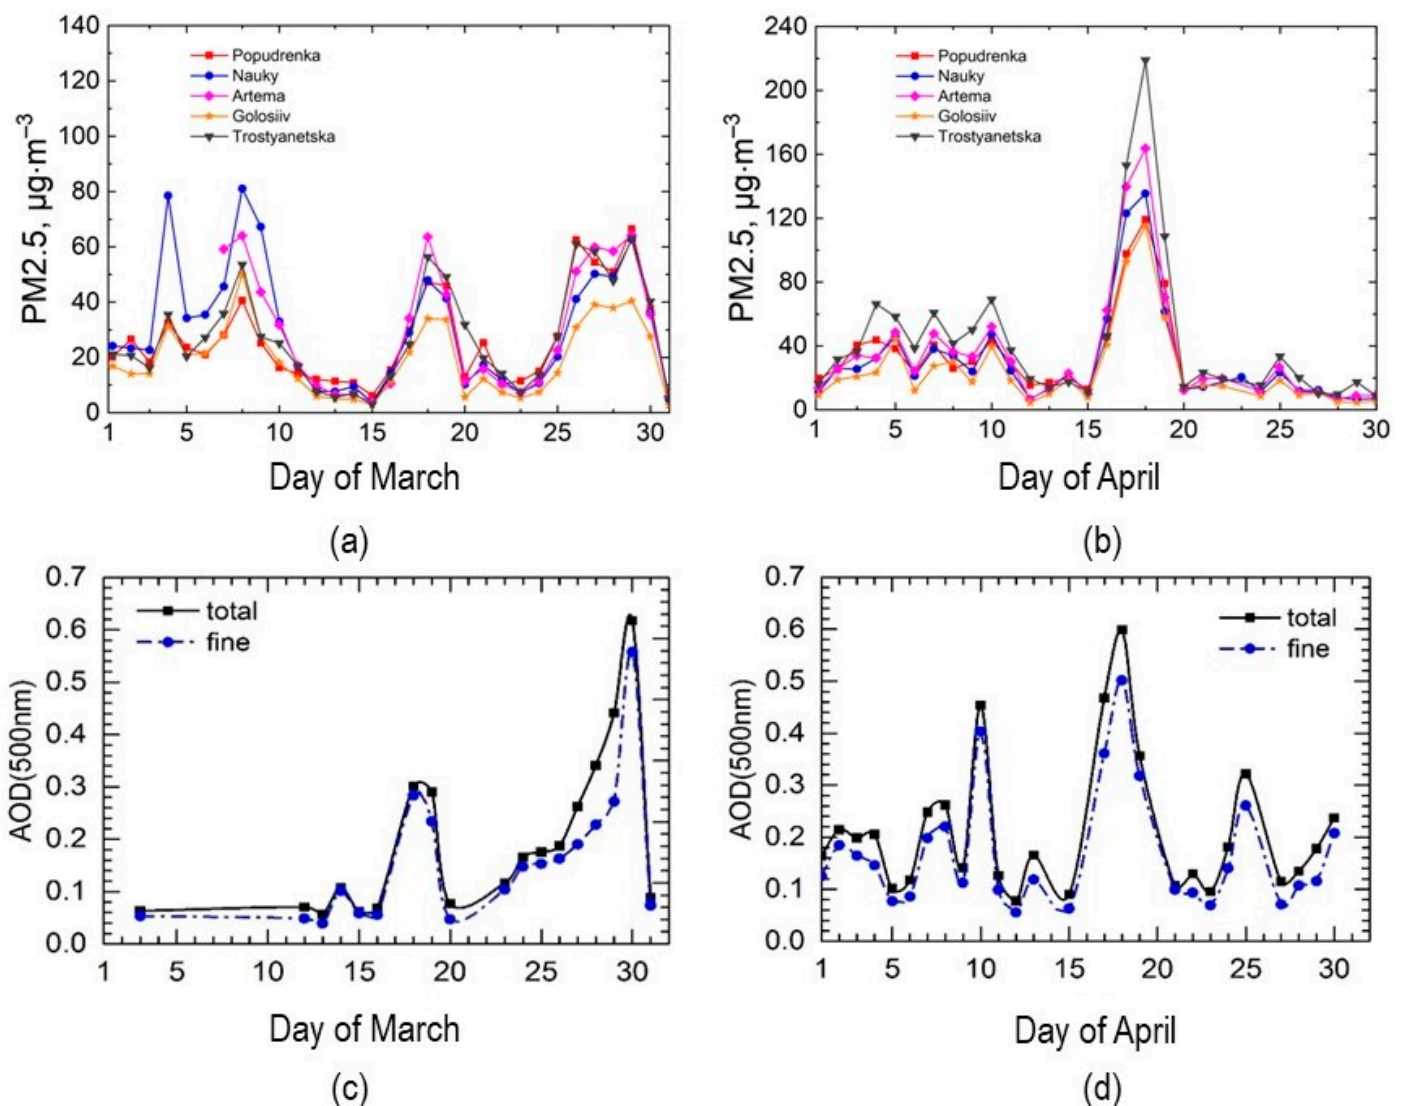 140
120
100
80
60
40
20
0
PM2.5, µg·m⁻³
Popudrenka
Nauky
Artema
Golosiiv
Trostyanetska
1 5 10 15 20 25 30
Day of March
(a)
240
200
160
120
80
40
0
PM2.5, µg·m⁻³
Popudrenka
Nauky
Artema
Golosiiv
Trostyanetska
1 5 10 15 20 25 30
Day of April
(b)
0.7
0.6
0.5
0.4
0.3
0.2
0.1
0.0
AOD(500nm)
total
fine
1 5 10 15 20 25 30
Day of March
(c)
0.7
0.6
0.5
0.4
0.3
0.2
0.1
0.0
AOD(500nm)
total
fine
1 5 10 15 20 25 30
Day of April
(d)